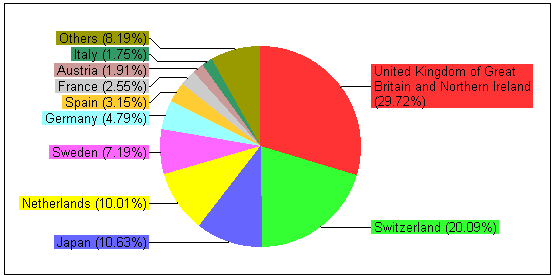 Others (8.19%)
Italy (1.75%)
Austria (1.91%)
France (2.55%)
Spain (3.15%)
Germany (4.79%)
Sweden (7.19%)
Netherlands (10.01%)
Japan (10.63%)
United Kingdom of Great
Britain and Northern Ireland
(29.72%)
Switzerland (20.09%)